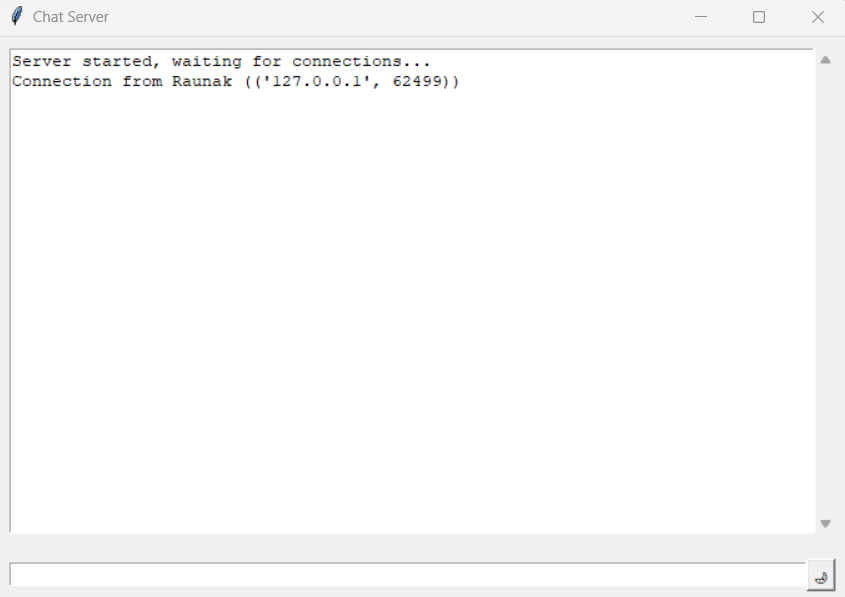 Chat Server
Server started, waiting for connections...
Connection from Raunak (('127.0.0.1', 62499))